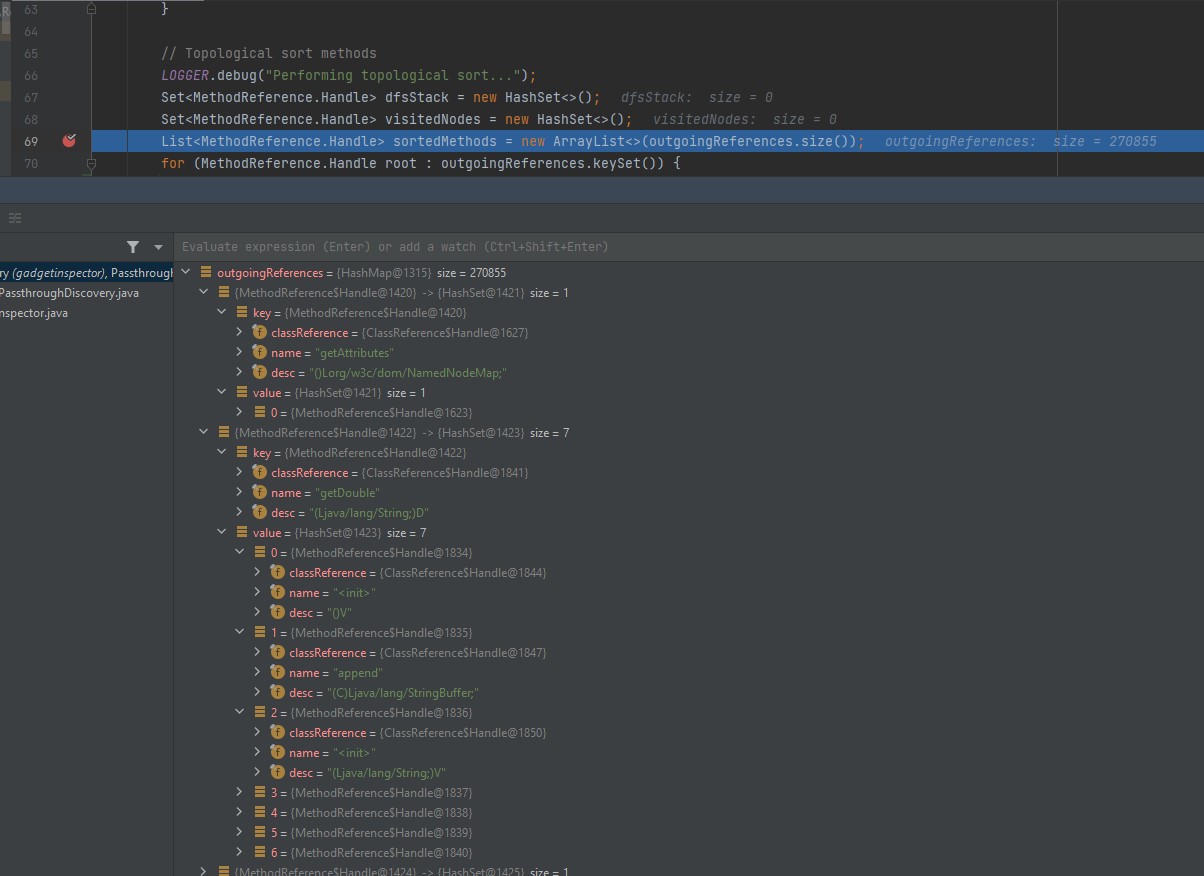 63 }
64
65 // Topological sort methods
66 LOGGER.debug("Performing topological sort...");
67 Set<MethodReference.Handle> dfsStack = new HashSet<>(); dfsStack: size = 0
68 Set<MethodReference.Handle> visitedNodes = new HashSet<>(); visitedNodes: size = 0
69 List<MethodReference.Handle> sortedMethods = new ArrayList<>(outgoingReferences.size()); outgoingReferences: size = 270855
70 for (MethodReference.Handle root : outgoingReferences.keySet()) {
Evaluate expression (Enter) or add a watch (Ctrl+Shift+Enter)
ry (gadgetinspector), Passthrough
PassthroughDiscovery.java
nspector.java
outgoingReferences = {HashMap@1315} size = 270855
{MethodReference$Handle@1420} -> {HashSet@1421} size = 1
key = {MethodReference$Handle@1420}
classReference = {ClassReference$Handle@1627}
name = "getAttributes"
desc = "()Lorg/w3c/dom/NamedNodeMap;"
value = {HashSet@1421} size = 1
0 = {MethodReference$Handle@1623}
{MethodReference$Handle@1422} -> {HashSet@1423} size = 7
key = {MethodReference$Handle@1422}
classReference = {ClassReference$Handle@1841}
name = "getDouble"
desc = "(Ljava/lang/String;)D"
value = {HashSet@1423} size = 7
0 = {MethodReference$Handle@1834}
classReference = {ClassReference$Handle@1844}
name = "<init>"
desc = "()V"
1 = {MethodReference$Handle@1835}
classReference = {ClassReference$Handle@1847}
name = "append"
desc = "(C)Ljava/lang/StringBuffer;"
2 = {MethodReference$Handle@1836}
classReference = {ClassReference$Handle@1850}
name = "<init>"
desc = "(Ljava/lang/String;)V"
3 = {MethodReference$Handle@1837}
4 = {MethodReference$Handle@1838}
5 = {MethodReference$Handle@1839}
6 = {MethodReference$Handle@1840}
{MethodReference$Handle@1424} -> {HashSet@1425} size = 1